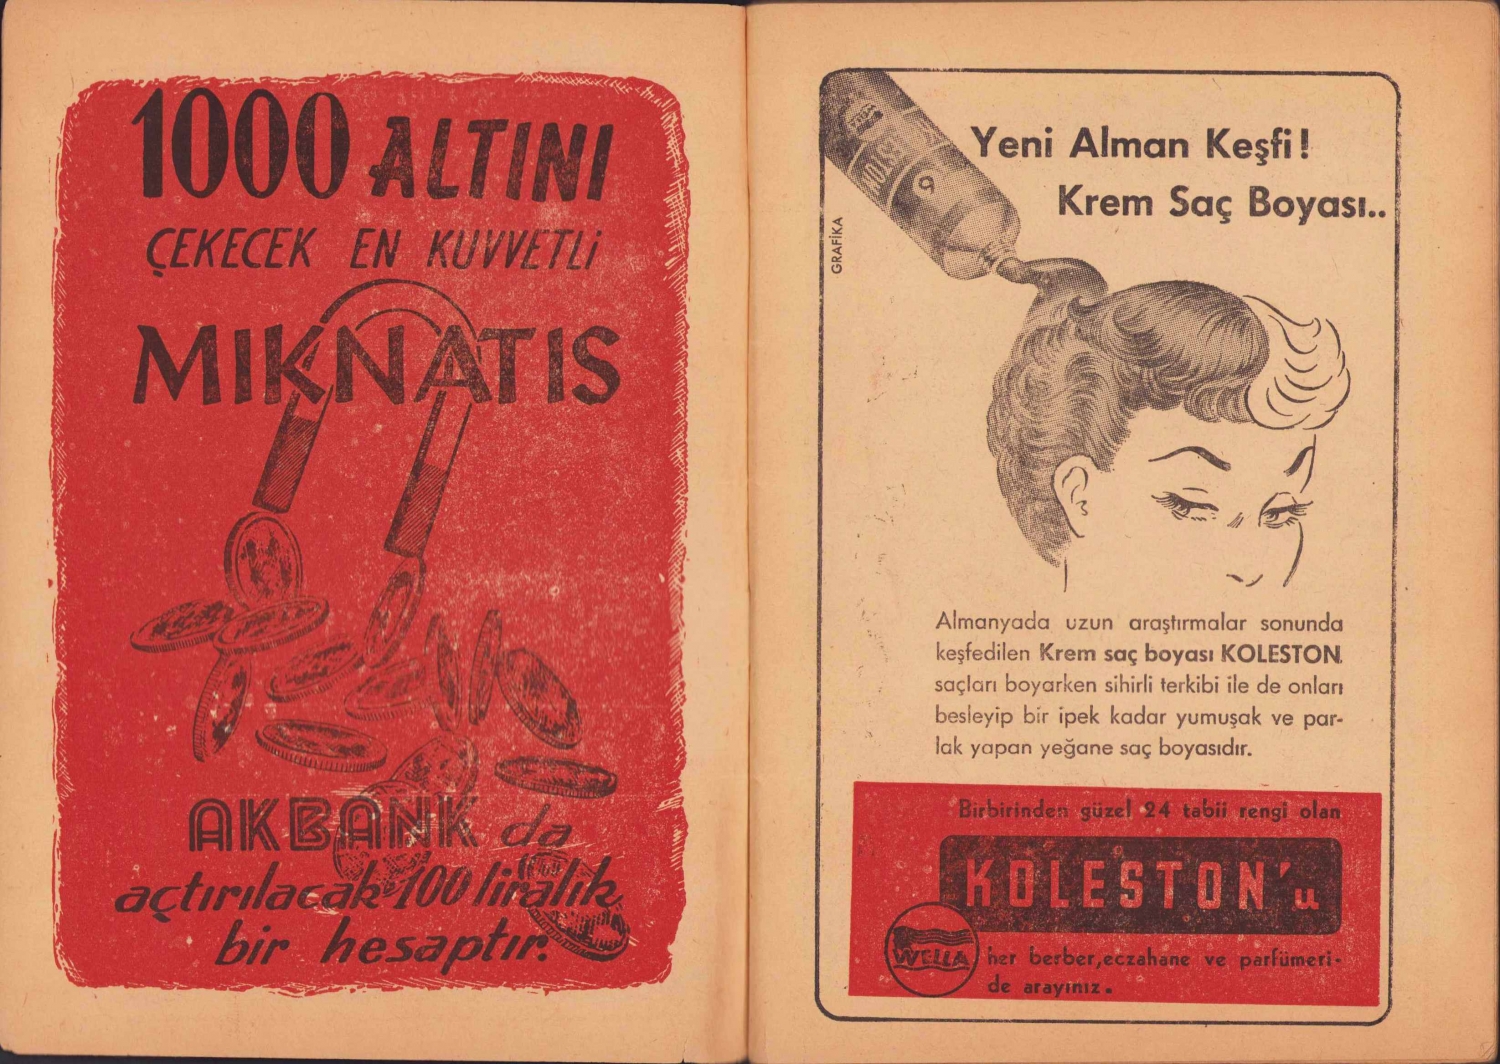 1000 ALTINI
ÇEKECEK EN KUVVETLİ
MIKNATIS
AKBANK da
açtırılacak 100 liralık
bir hesaptır.
Yeni Alman Keşfi!
Krem Saç Boyası..
9
GRAFİKA
Almanyada uzun araştırmalar sonunda
keşfedilen Krem saç boyası KOLESTON,
saçları boyarken sihirli terkibi ile de onları
besleyip bir ipek kadar yumuşak ve par-
lak yapan yeğane saç boyasıdır.
Birbirinden güzel 24 tabii rengi olan
KOLESTON'u
WELLA
her berber,eczahane ve parfümeri-
de arayınız.